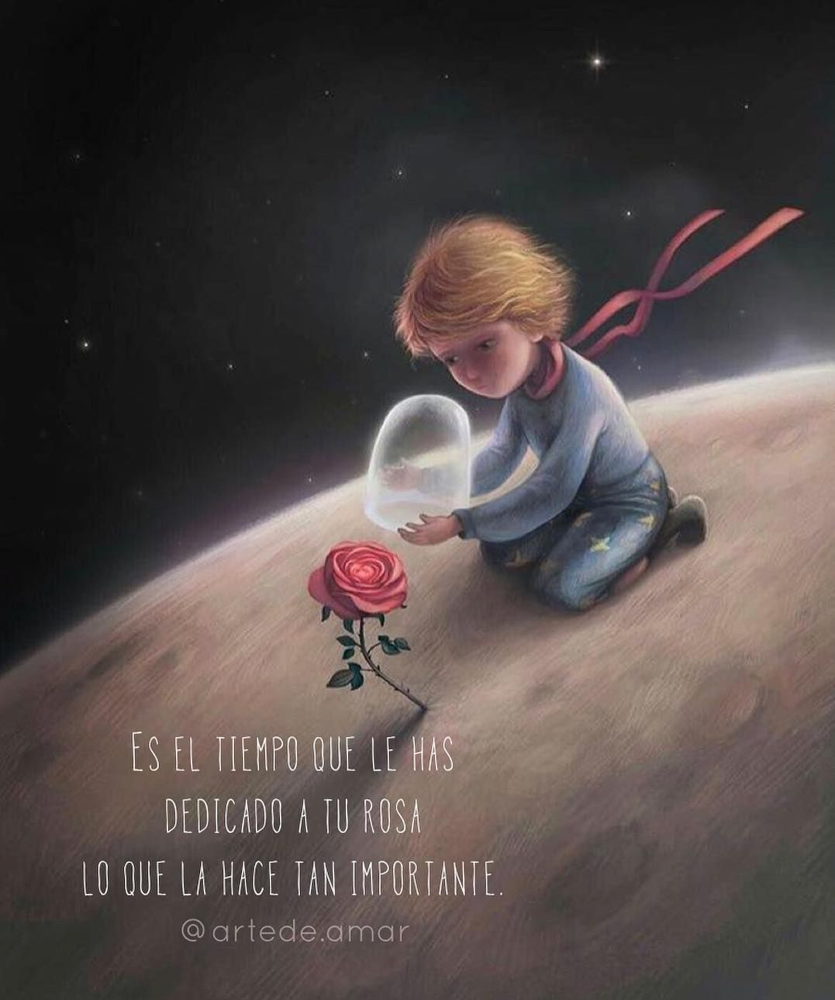 Es el tiempo que le has
dedicado a tu rosa
lo que la hace tan importante.
@artede.amar